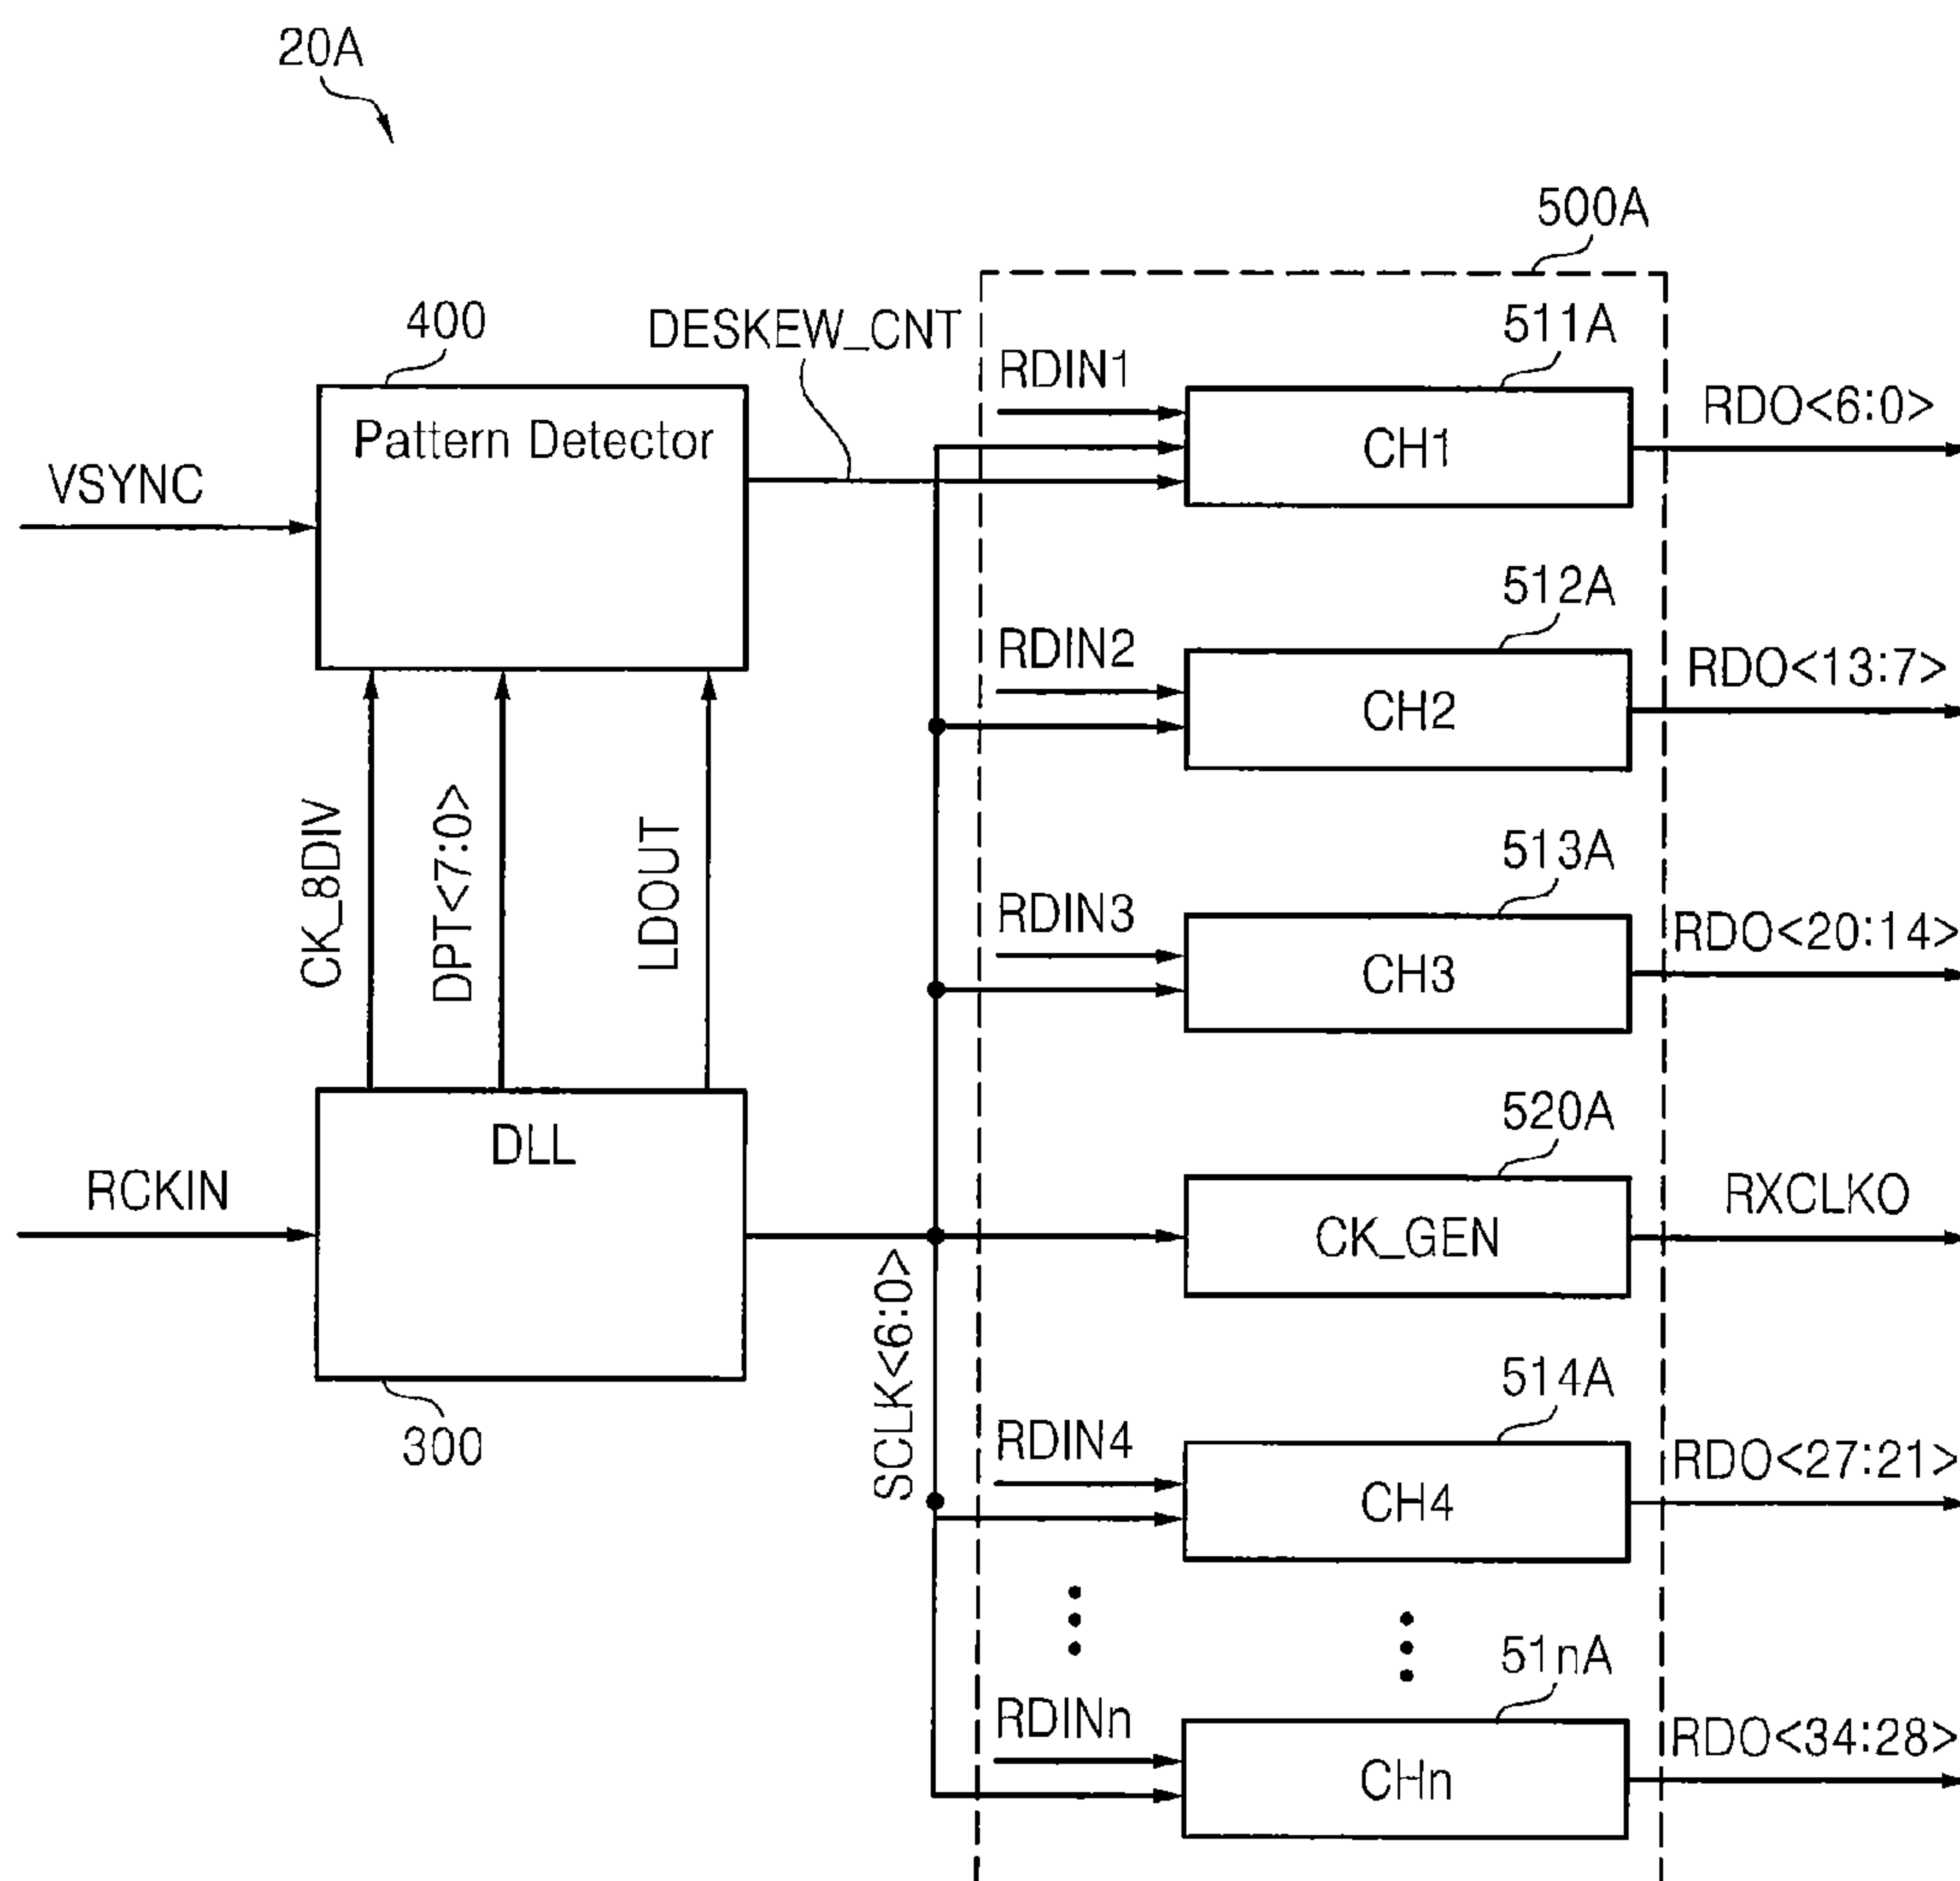 20A
500A
400
DESKEW_CNT
RDIN1
511A
RDO<6:0>
Pattern Detector
CH1
VSYNC
512A
RDIN2
RDO<13:7>
CH2
CK_8DIV
DPT<7:0>
LDOUT
513A
RDIN3
RDO<20:14>
CH3
520A
DLL
RCKIN
RXCLKO
CK_GEN
SCLK<6:0>
300
514A
RDIN4
RDO<27:21>
CH4
51nA
RDINn
RDO<34:28>
CHn